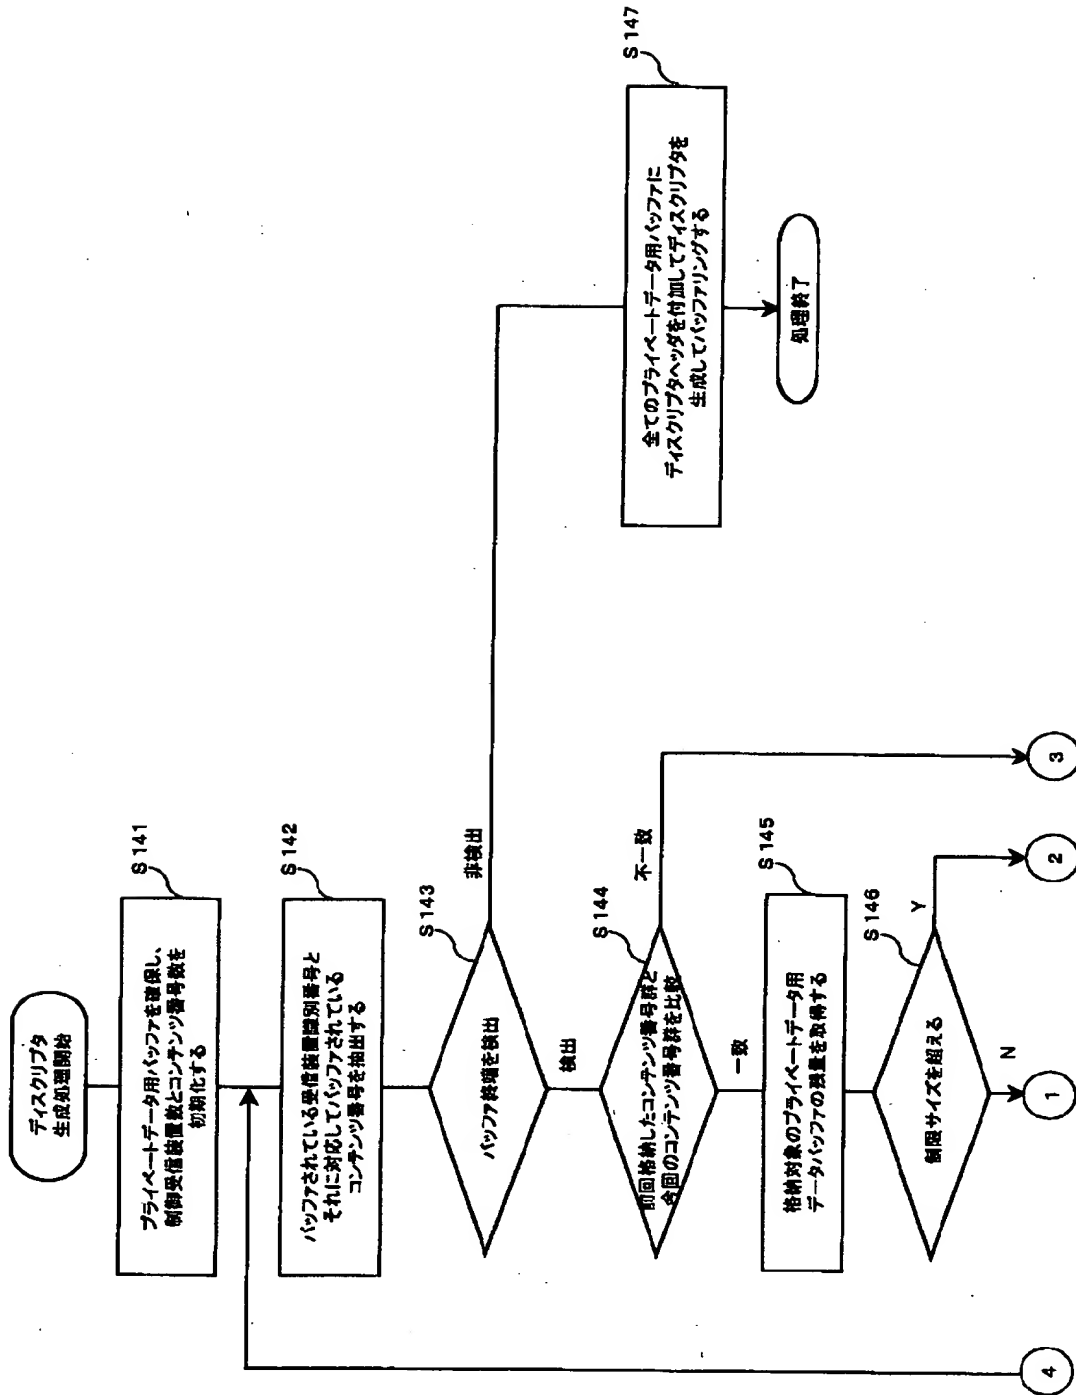 ディスクリプタ
生成処理開始
S141
プライベートデータ用バッファを確保し、
制御受信装置数とコンテンツ番号数を
初期化する
S142
バッファされている受信装置識別番号と
それに対応してバッファされている
コンテンツ番号を抽出する
S143
バッファ終端を検出
非検出
検出
S144
前回格納したコンテンツ番号群と
今回のコンテンツ番号群を比較
不一致
一致
S145
格納対象のプライベートデータ用
データバッファの残量を取得する
S146
制限サイズを超える
Y
N
S147
全てのプライベートデータ用バッファに
ディスクリプタヘッダを付加してディスクリプタを
生成してバッファリングする
処理終了
4
1
2
3